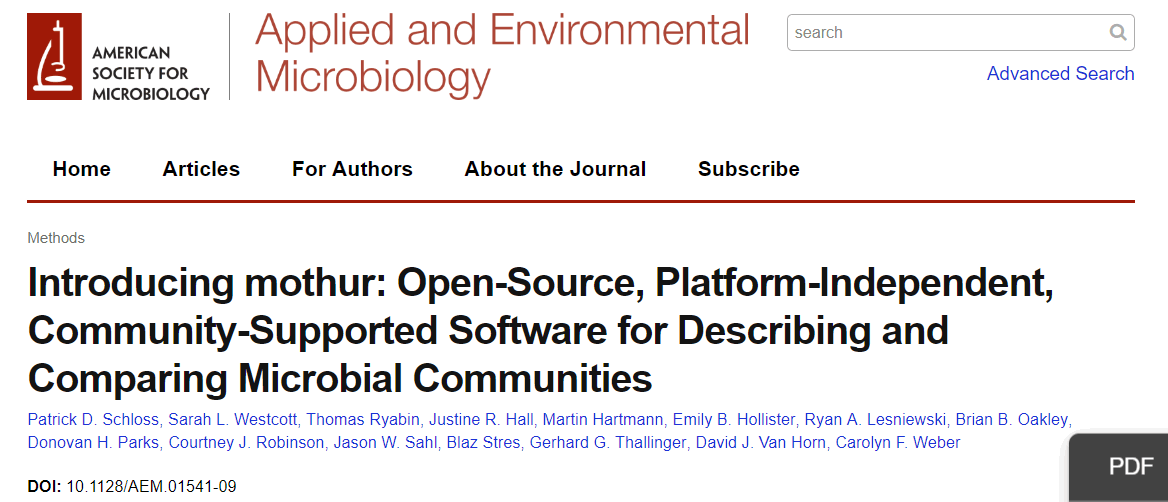 AMERICAN
SOCIETY FOR
MICROBIOLOGY
Applied and Environmental
Microbiology
search
Advanced Search
Home Articles For Authors About the Journal Subscribe
Methods
Introducing mothur: Open-Source, Platform-Independent,
Community-Supported Software for Describing and
Comparing Microbial Communities
Patrick D. Schloss, Sarah L. Westcott, Thomas Ryabin, Justine R. Hall, Martin Hartmann, Emily B. Hollister, Ryan A. Lesniewski, Brian B. Oakley,
Donovan H. Parks, Courtney J. Robinson, Jason W. Sahl, Blaz Stres, Gerhard G. Thallinger, David J. Van Horn, Carolyn F. Weber
DOI: 10.1128/AEM.01541-09
PDF